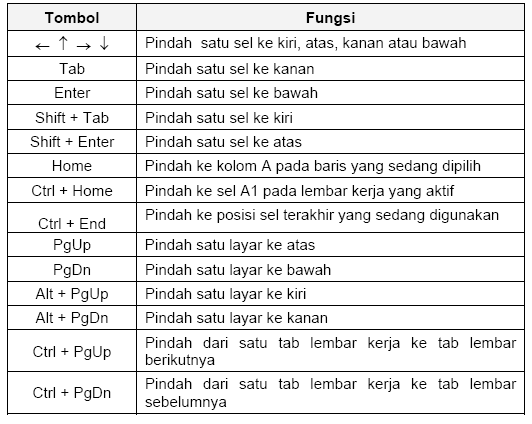 Tombol Fungsi
← ↑ → ↓ Pindah satu sel ke kiri, atas, kanan atau bawah
Tab Pindah satu sel ke kanan
Enter Pindah satu sel ke bawah
Shift + Tab Pindah satu sel ke kiri
Shift + Enter Pindah satu sel ke atas
Home Pindah ke kolom A pada baris yang sedang dipilih
Ctrl + Home Pindah ke sel A1 pada lembar kerja yang aktif
Ctrl + End Pindah ke posisi sel terakhir yang sedang digunakan
PgUp Pindah satu layar ke atas
PgDn Pindah satu layar ke bawah
Alt + PgUp Pindah satu layar ke kiri
Alt + PgDn Pindah satu layar ke kanan
Ctrl + PgUp Pindah dari satu tab lembar kerja ke tab lembar
berikutnya
Ctrl + PgDn Pindah dari satu tab lembar kerja ke tab lembar
sebelumnya